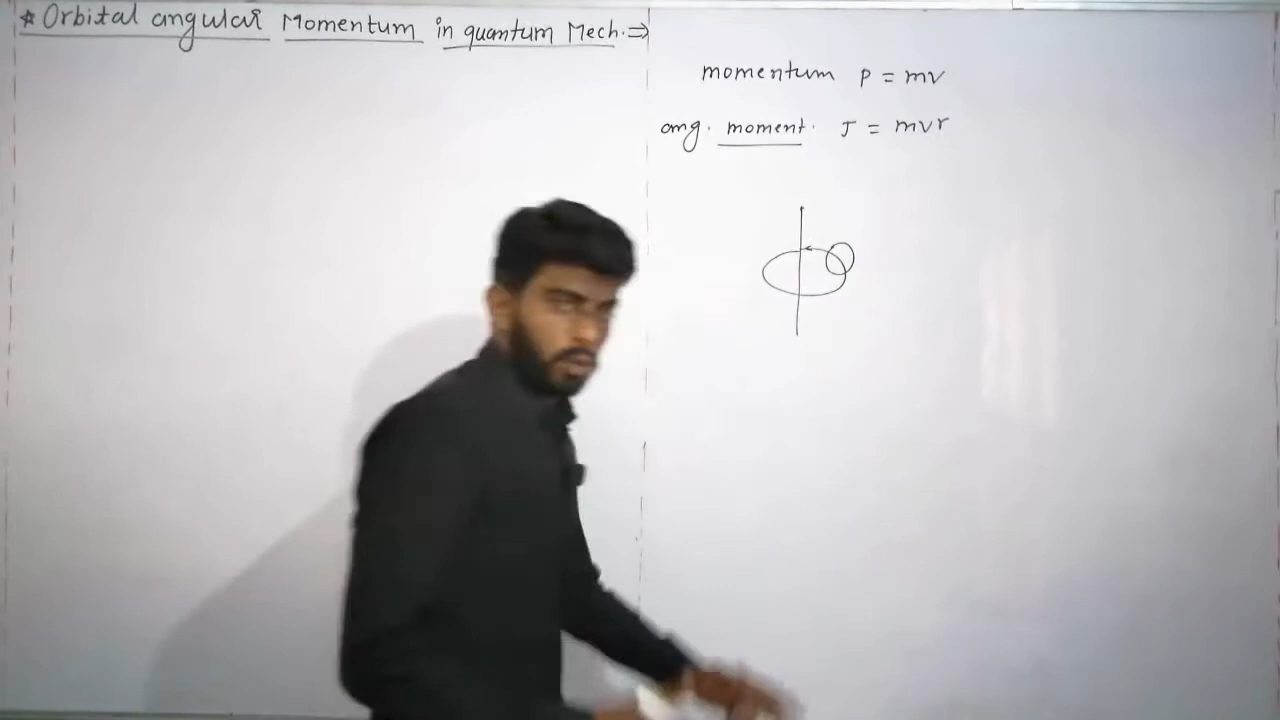 * Orbital angular Momentum in quantum Mech. ⇒
momentum P = mv
ang. moment. J = mvr